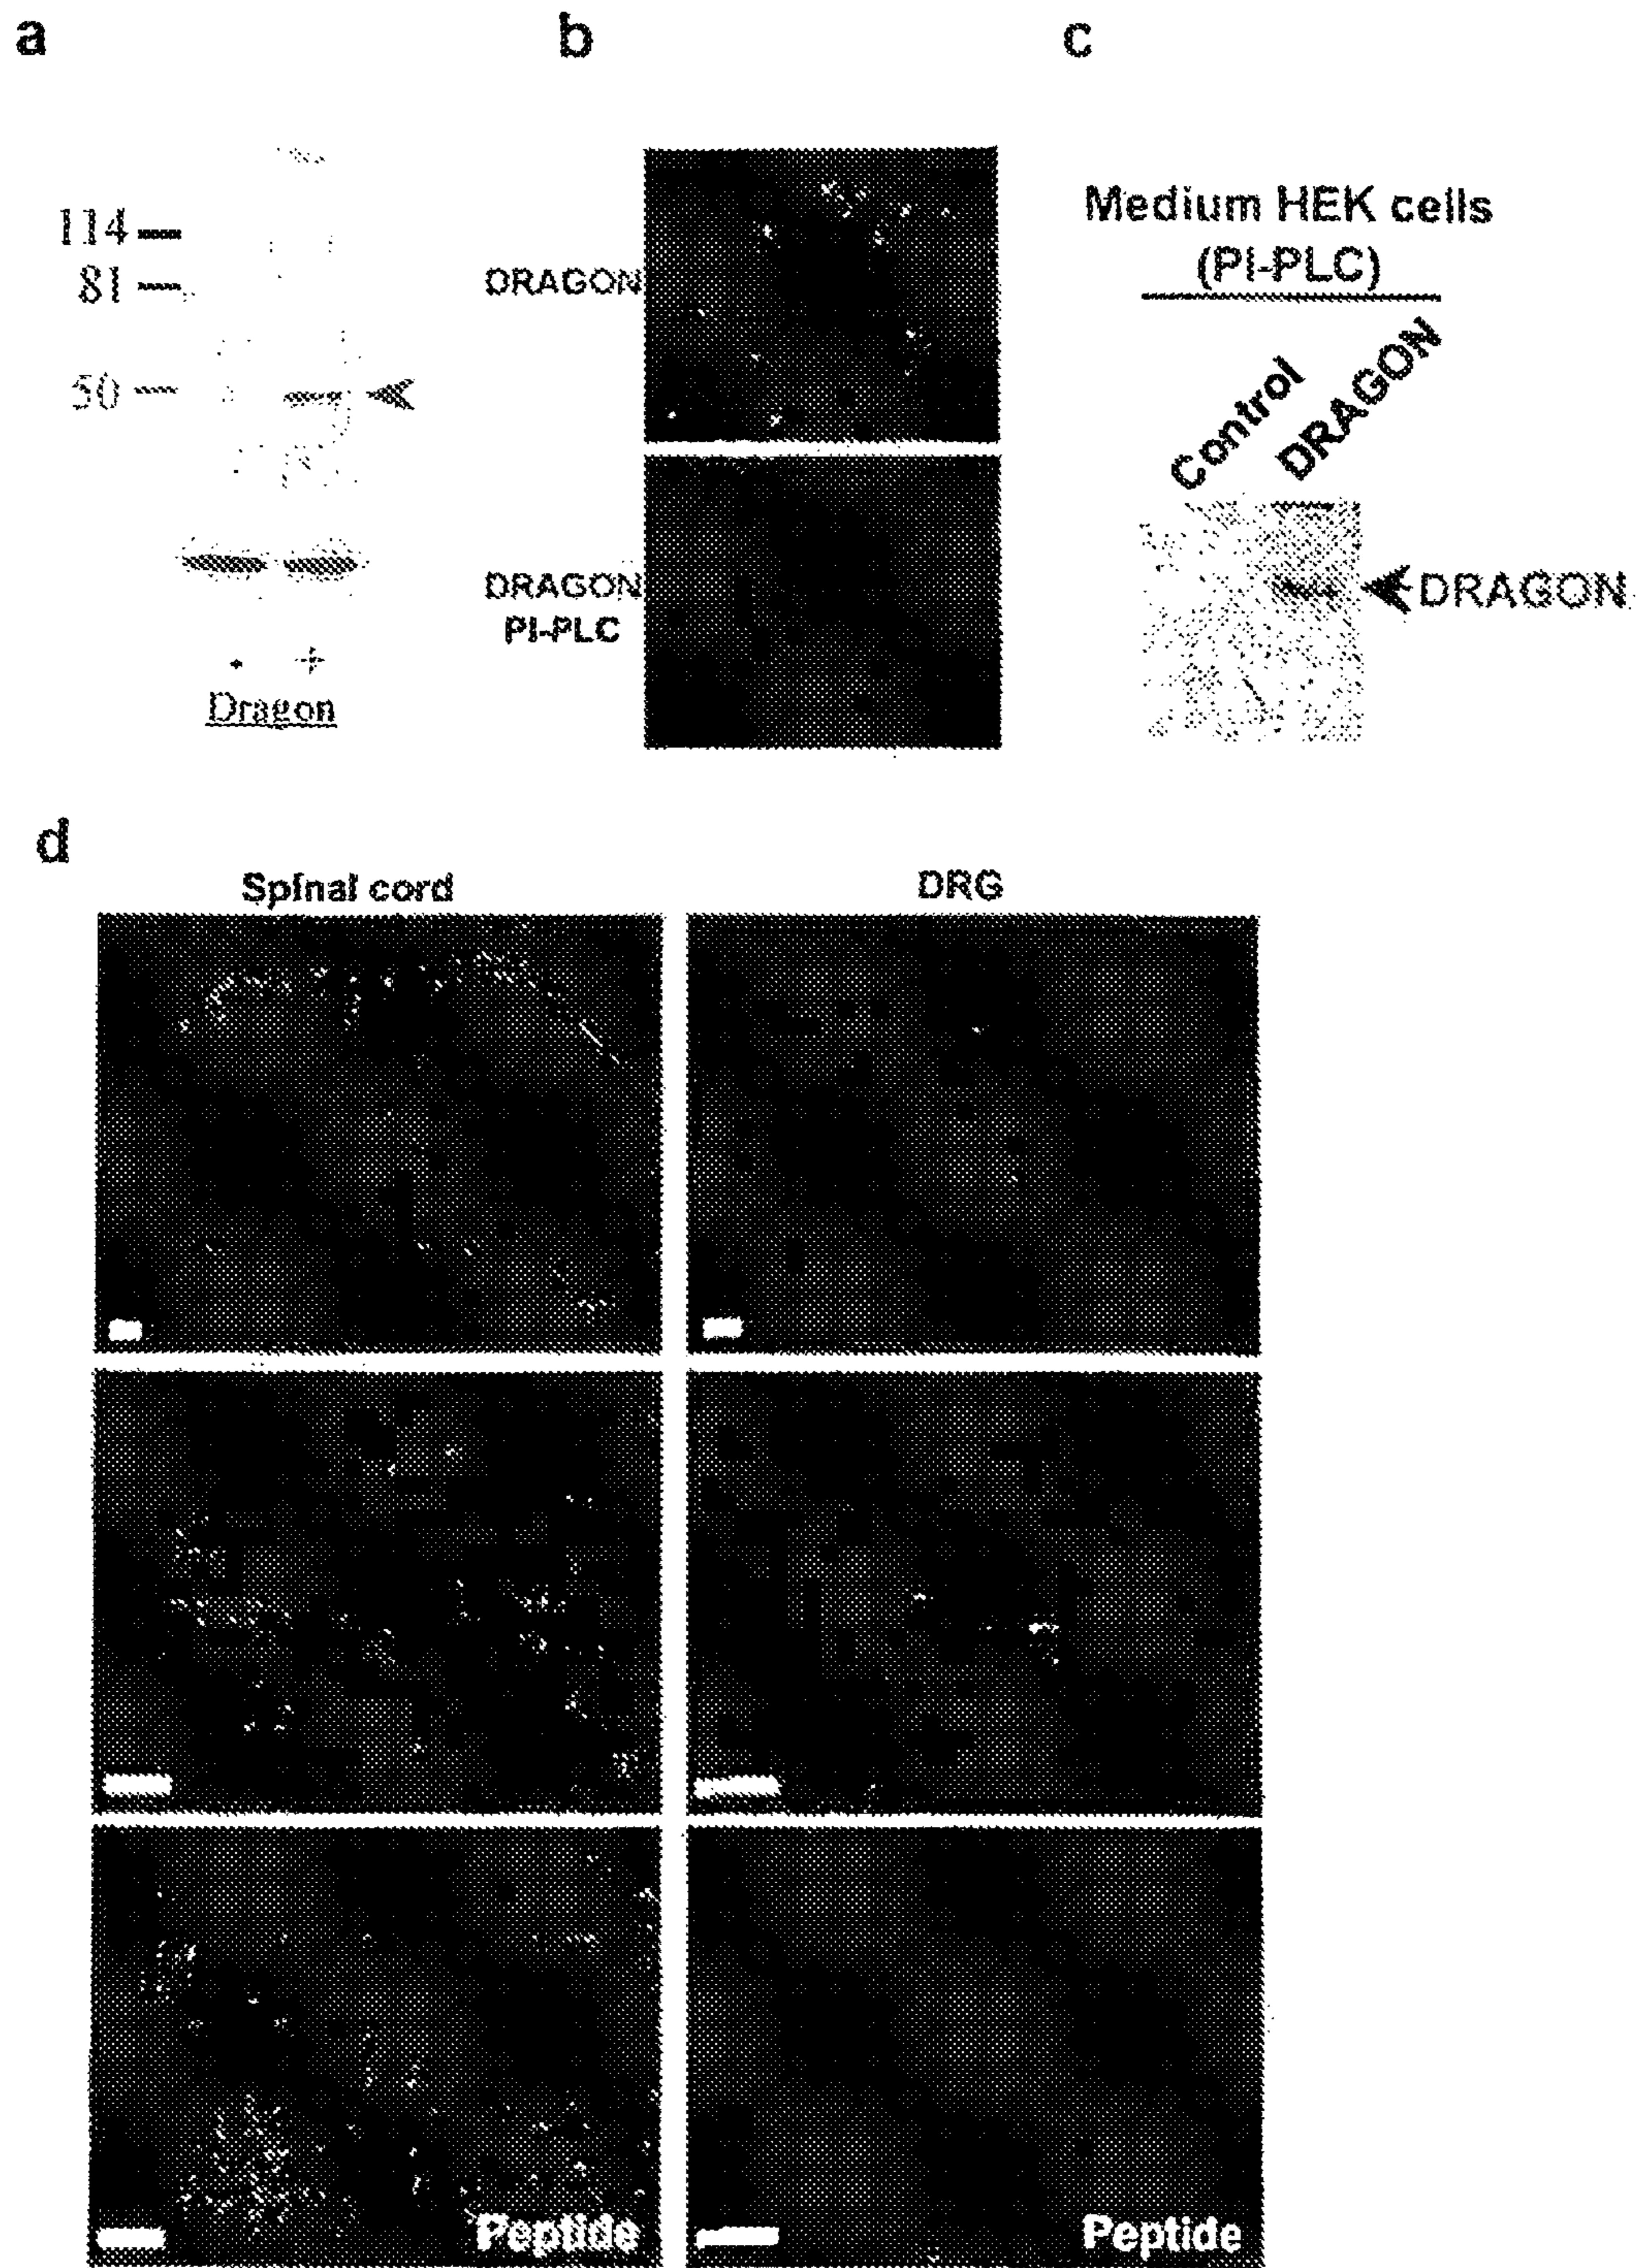 a
b
c
114
81
50
- +
Dragon
DRAGON
DRAGON
PI-PLC
Medium HEK cells
(PI-PLC)
Control
DRAGON
DRAGON
d
Spinal cord
DRG
Peptide
Peptide